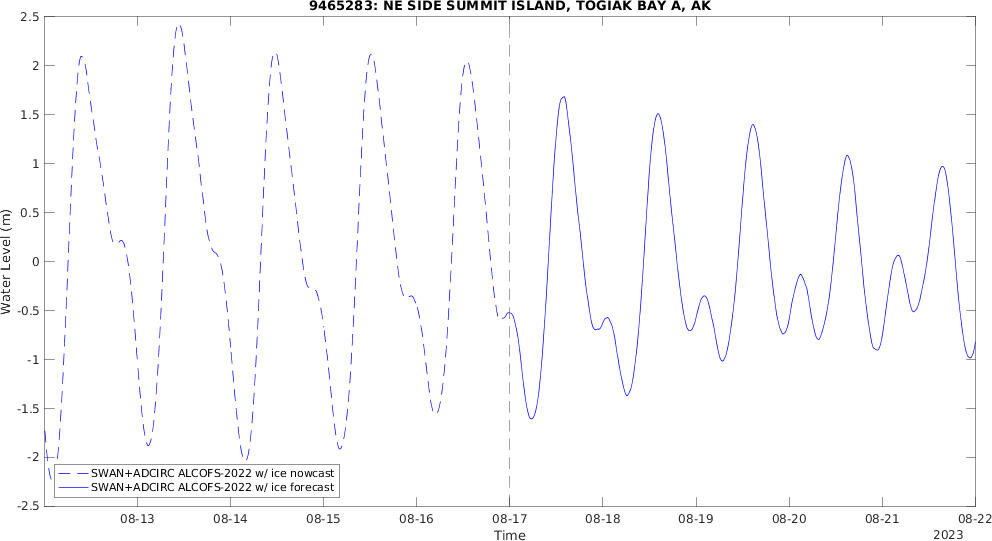 9465283: NE SIDE SUMMIT ISLAND, TOGIAK BAY A, AK
2.5
2
1.5
1
0.5
0
-0.5
-1
-1.5
-2
-2.5
Water Level (m)
SWAN+ADCIRC ALCOFS-2022 w/ ice nowcast
SWAN+ADCIRC ALCOFS-2022 w/ ice forecast
08-13 08-14 08-15 08-16 08-17 08-18 08-19 08-20 08-21 08-22
Time
2023